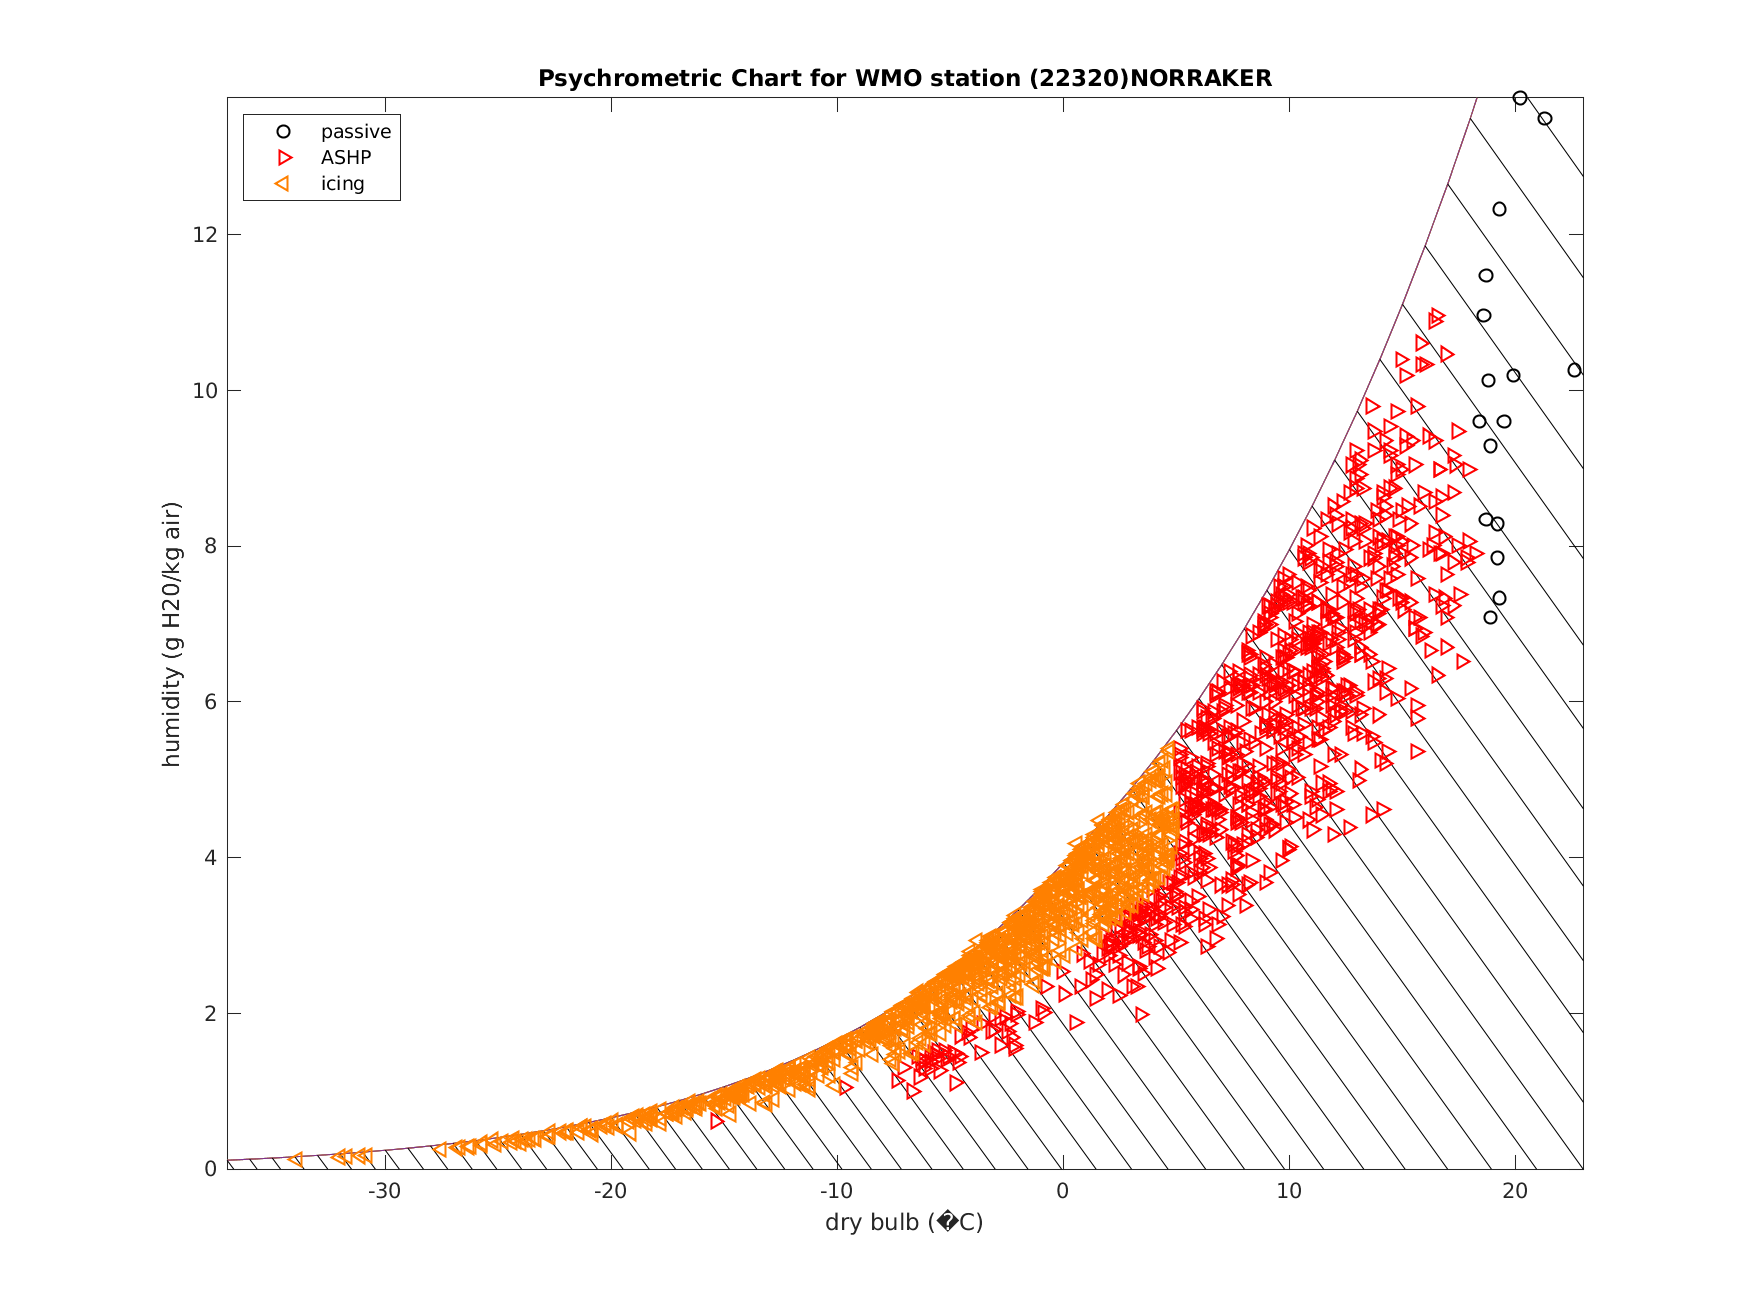 Psychrometric Chart for WMO station (22320)NORRAKER
passive
ASHP
icing
humidity (g H20/kg air)
12
10
8
6
4
2
0
-30 -20 -10 0 10 20
dry bulb (�C)